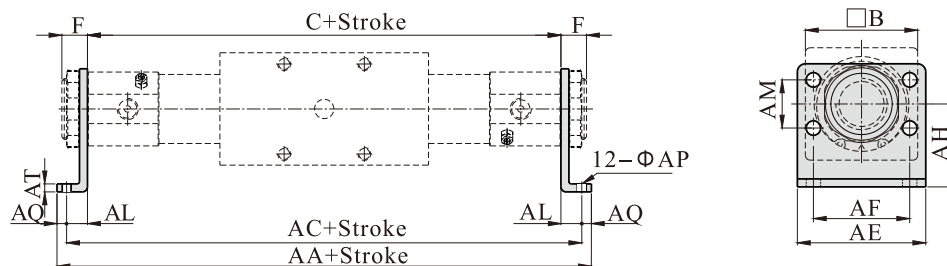 F
C+Stroke
F
□B
AM
AH
12-ΦAP
AT
AQ
AL
AL
AQ
AF
AC+Stroke
AE
AA+Stroke